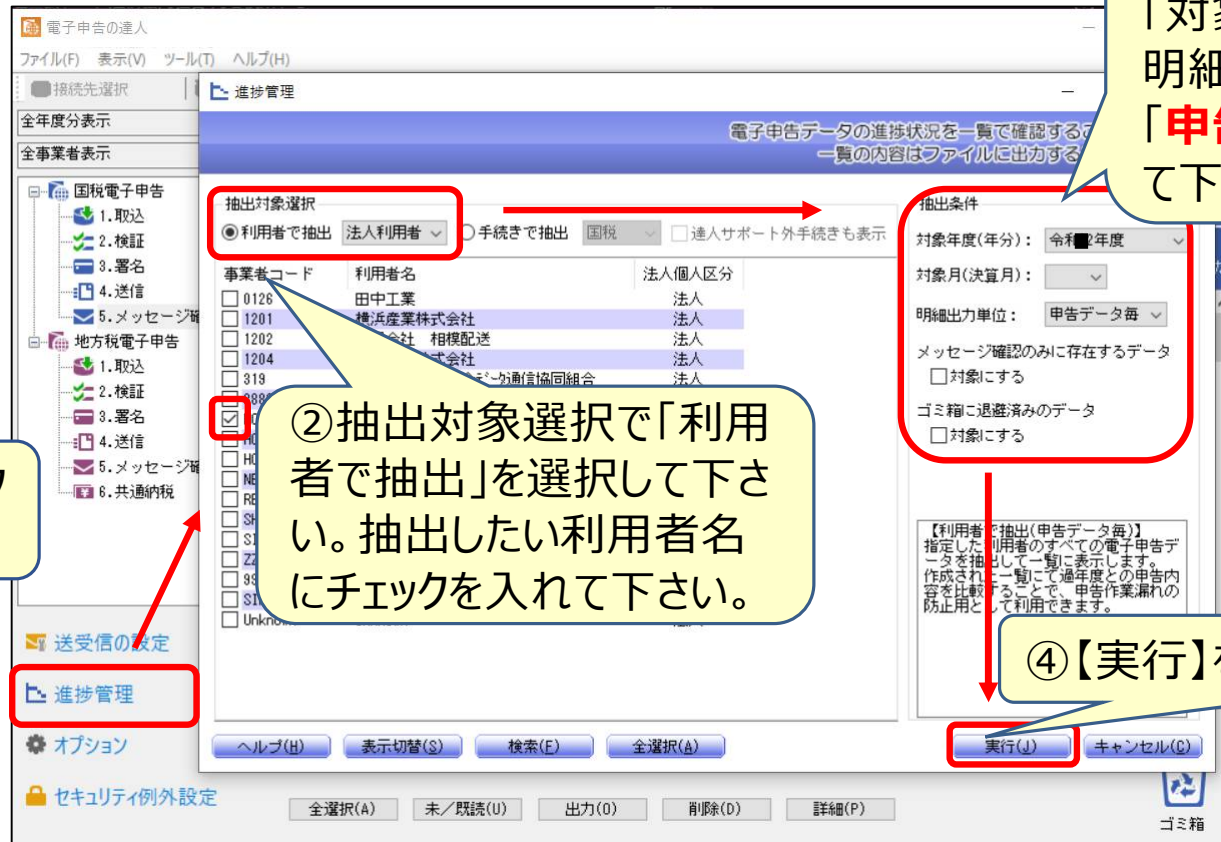 電子申告の達人
ファイル(F) 表示(V) ツール(T) ヘルプ(H)
接続先選択
全年度分表示
全事業者表示
国税電子申告
1.取込
2.検証
3.署名
4.送信
5.メッセージ確
地方税電子申告
1.取込
2.検証
3.署名
4.送信
5.メッセージ確
6.共通納税
送受信の設定
進捗管理
オプション
セキュリティ例外設定
進捗管理
電子申告データの進捗状況を一覧で確認するこ
一覧の内容はファイルに出力する
抽出対象選択
利用者で抽出 法人利用者 手続きで抽出 国税 達人サポート外手続きも表示
事業者コード 利用者名 法人個人区分
0126 田中工業 法人
1201 横浜産業株式会社 法人
1202 会社 相模配送 法人
1204 式会社 法人
319 データ通信協同組合 法人
②抽出対象選択で「利用
者で抽出」を選択して下さ
い。抽出したい利用者名
にチェックを入れて下さい。
Unknow
抽出条件
対象年度(年分): 令和2年度
対象月(決算月):
明細出力単位: 申告データ毎
メッセージ確認のみに存在するデータ
対象にする
ゴミ箱に退避済みのデータ
対象にする
【利用者で抽出(申告データ毎)】
指定した利用者のすべての電子申告デ
ータを抽出して一覧に表示します。
作成された一覧にて過年度との申告内
容を比較することで、申告作業漏れの
防止用として利用できます。
「対象
明細
「申告
て下
④【実行】を
ヘルプ(H) 表示切替(S) 検索(F) 全選択(A) 実行(J) キャンセル(C)
全選択(A) 未/既読(U) 出力(O) 削除(D) 詳細(P)
ゴミ箱